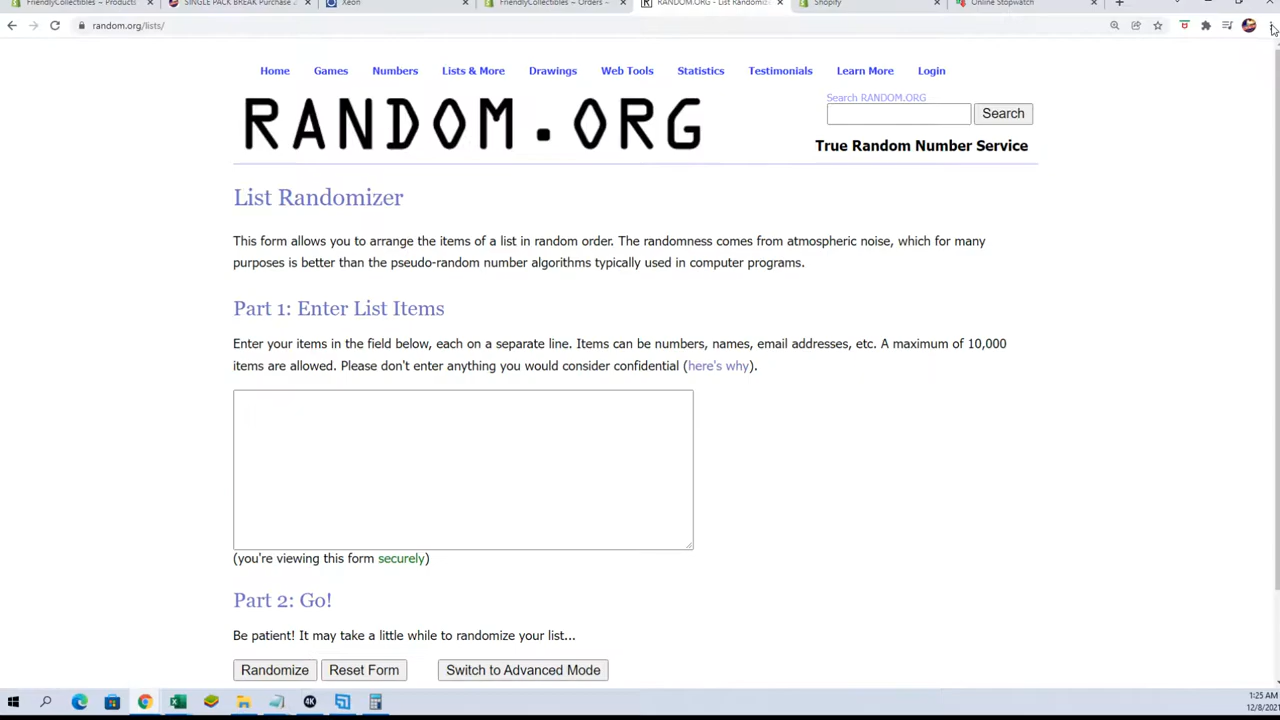 FriendlyCollectibles ~ Products
SINGLE PACK BREAK Purchase
Xeon
FriendlyCollectibles ~ Orders
RANDOM.ORG - List Randomize
Shopify
Online Stopwatch
random.org/lists/
Home Games Numbers Lists & More Drawings Web Tools Statistics Testimonials Learn More Login
RANDOM.ORG
Search RANDOM.ORG
Search
True Random Number Service
List Randomizer
This form allows you to arrange the items of a list in random order. The randomness comes from atmospheric noise, which for many
purposes is better than the pseudo-random number algorithms typically used in computer programs.
Part 1: Enter List Items
Enter your items in the field below, each on a separate line. Items can be numbers, names, email addresses, etc. A maximum of 10,000
items are allowed. Please don't enter anything you would consider confidential (here's why).
(you're viewing this form securely)
Part 2: Go!
Be patient! It may take a little while to randomize your list...
Randomize Reset Form Switch to Advanced Mode
4K
1:25 AM
12/8/2021